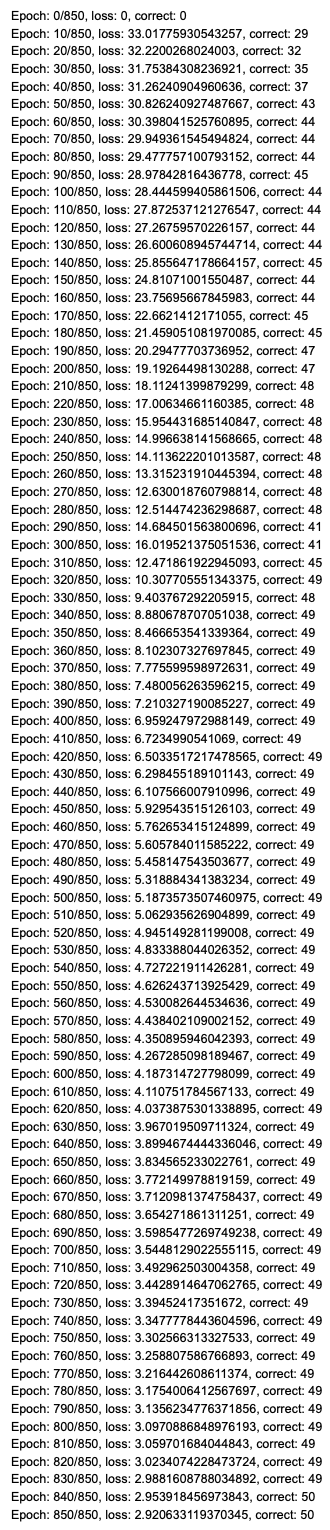 Epoch: 0/850, loss: 0, correct: 0
Epoch: 10/850, loss: 33.01775930543257, correct: 29
Epoch: 20/850, loss: 32.2200268024003, correct: 32
Epoch: 30/850, loss: 31.75384308236921, correct: 35
Epoch: 40/850, loss: 31.26240904960636, correct: 37
Epoch: 50/850, loss: 30.826240927487667, correct: 43
Epoch: 60/850, loss: 30.398041525760895, correct: 44
Epoch: 70/850, loss: 29.949361545494824, correct: 44
Epoch: 80/850, loss: 29.477757100793152, correct: 44
Epoch: 90/850, loss: 28.97842816436778, correct: 45
Epoch: 100/850, loss: 28.444599405861506, correct: 44
Epoch: 110/850, loss: 27.872537121276547, correct: 44
Epoch: 120/850, loss: 27.26759570226157, correct: 44
Epoch: 130/850, loss: 26.600608945744714, correct: 44
Epoch: 140/850, loss: 25.855647178664157, correct: 45
Epoch: 150/850, loss: 24.81071001550487, correct: 44
Epoch: 160/850, loss: 23.75695667845983, correct: 44
Epoch: 170/850, loss: 22.6621412171055, correct: 45
Epoch: 180/850, loss: 21.459051081970085, correct: 45
Epoch: 190/850, loss: 20.29477703736952, correct: 47
Epoch: 200/850, loss: 19.19264498130288, correct: 47
Epoch: 210/850, loss: 18.11241399879299, correct: 48
Epoch: 220/850, loss: 17.00634661160385, correct: 48
Epoch: 230/850, loss: 15.954431685140847, correct: 48
Epoch: 240/850, loss: 14.996638141568665, correct: 48
Epoch: 250/850, loss: 14.113622201013587, correct: 48
Epoch: 260/850, loss: 13.315231910445394, correct: 48
Epoch: 270/850, loss: 12.630018760798814, correct: 48
Epoch: 280/850, loss: 12.514474236298687, correct: 48
Epoch: 290/850, loss: 14.684501563800696, correct: 41
Epoch: 300/850, loss: 16.019521375051536, correct: 41
Epoch: 310/850, loss: 12.471861922945093, correct: 45
Epoch: 320/850, loss: 10.307705551343375, correct: 49
Epoch: 330/850, loss: 9.403767292205915, correct: 48
Epoch: 340/850, loss: 8.880678707051038, correct: 49
Epoch: 350/850, loss: 8.466653541339364, correct: 49
Epoch: 360/850, loss: 8.102307327697845, correct: 49
Epoch: 370/850, loss: 7.775599598972631, correct: 49
Epoch: 380/850, loss: 7.480056263596215, correct: 49
Epoch: 390/850, loss: 7.210327190085227, correct: 49
Epoch: 400/850, loss: 6.959247972988149, correct: 49
Epoch: 410/850, loss: 6.7234990541069, correct: 49
Epoch: 420/850, loss: 6.5033517217478565, correct: 49
Epoch: 430/850, loss: 6.298455189101143, correct: 49
Epoch: 440/850, loss: 6.107566007910996, correct: 49
Epoch: 450/850, loss: 5.929543515126103, correct: 49
Epoch: 460/850, loss: 5.762653415124899, correct: 49
Epoch: 470/850, loss: 5.605784011585222, correct: 49
Epoch: 480/850, loss: 5.458147543503677, correct: 49
Epoch: 490/850, loss: 5.318884341383234, correct: 49
Epoch: 500/850, loss: 5.1873573507460975, correct: 49
Epoch: 510/850, loss: 5.062935626904899, correct: 49
Epoch: 520/850, loss: 4.945149281199008, correct: 49
Epoch: 530/850, loss: 4.833388044026352, correct: 49
Epoch: 540/850, loss: 4.727221911426281, correct: 49
Epoch: 550/850, loss: 4.626243713925429, correct: 49
Epoch: 560/850, loss: 4.530082644534636, correct: 49
Epoch: 570/850, loss: 4.438402109002152, correct: 49
Epoch: 580/850, loss: 4.350895946042393, correct: 49
Epoch: 590/850, loss: 4.267285098189467, correct: 49
Epoch: 600/850, loss: 4.187314727798099, correct: 49
Epoch: 610/850, loss: 4.110751784567133, correct: 49
Epoch: 620/850, loss: 4.0373875301338895, correct: 49
Epoch: 630/850, loss: 3.967019509711324, correct: 49
Epoch: 640/850, loss: 3.8994674444336046, correct: 49
Epoch: 650/850, loss: 3.834565233022761, correct: 49
Epoch: 660/850, loss: 3.772149978819159, correct: 49
Epoch: 670/850, loss: 3.7120981374758437, correct: 49
Epoch: 680/850, loss: 3.654271861311251, correct: 49
Epoch: 690/850, loss: 3.5985477269749238, correct: 49
Epoch: 700/850, loss: 3.5448129022555115, correct: 49
Epoch: 710/850, loss: 3.492962503004358, correct: 49
Epoch: 720/850, loss: 3.4428914647062765, correct: 49
Epoch: 730/850, loss: 3.39452417351672, correct: 49
Epoch: 740/850, loss: 3.3477778443604596, correct: 49
Epoch: 750/850, loss: 3.302566313327533, correct: 49
Epoch: 760/850, loss: 3.258807586766893, correct: 49
Epoch: 770/850, loss: 3.216442608611374, correct: 49
Epoch: 780/850, loss: 3.1754006412567697, correct: 49
Epoch: 790/850, loss: 3.1356234776371856, correct: 49
Epoch: 800/850, loss: 3.0970886848976193, correct: 49
Epoch: 810/850, loss: 3.059701684044843, correct: 49
Epoch: 820/850, loss: 3.0234074228473724, correct: 49
Epoch: 830/850, loss: 2.9881608788034892, correct: 49
Epoch: 840/850, loss: 2.953918456973843, correct: 50
Epoch: 850/850, loss: 2.920633119370345, correct: 50